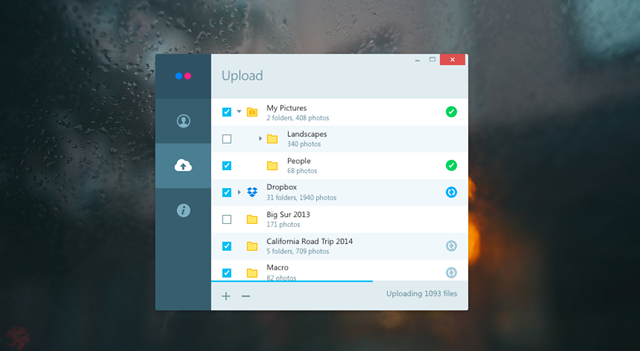 Upload
My Pictures
2 folders, 408 photos
Landscapes
340 photos
People
68 photos
Dropbox
31 folders, 1940 photos
Big Sur 2013
171 photos
California Road Trip 2014
5 folders, 709 photos
Macro
82 photos
Uploading 1093 files